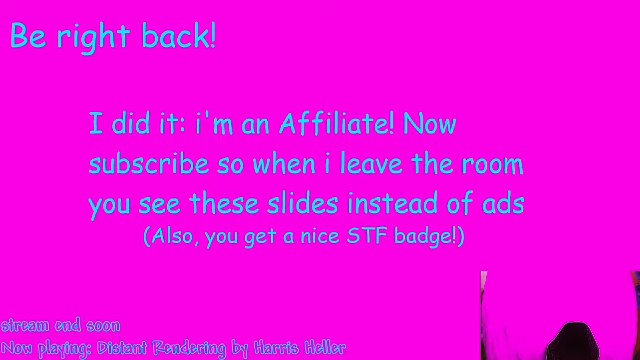 Be right back!
I did it: i'm an Affiliate! Now
subscribe so when i leave the room
you see these slides instead of ads
(Also, you get a nice STF badge!)
stream end soon
Now playing: Distant Rendering by Harris Heller